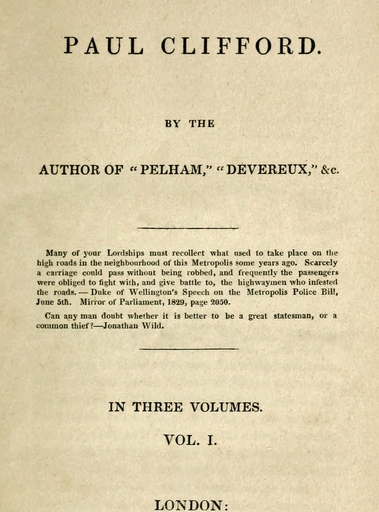 PAUL CLIFFORD.
BY THE
AUTHOR OF “PELHAM,” “DEVEREUX,” &c.
Many of your Lordships must recollect what used to take place on the
high roads in the neighbourhood of this Metropolis some years ago. Scarcely
a carriage could pass without being robbed, and frequently the passengers
were obliged to fight with, and give battle to, the highwaymen who infested
the roads.—Duke of Wellington's Speech on the Metropolis Police Bill,
June 5th. Mirror of Parliament, 1829, page 2050.
Can any man doubt whether it is better to be a great statesman, or a
common thief?—Jonathan Wild.
IN THREE VOLUMES.
VOL. I.
LONDON: